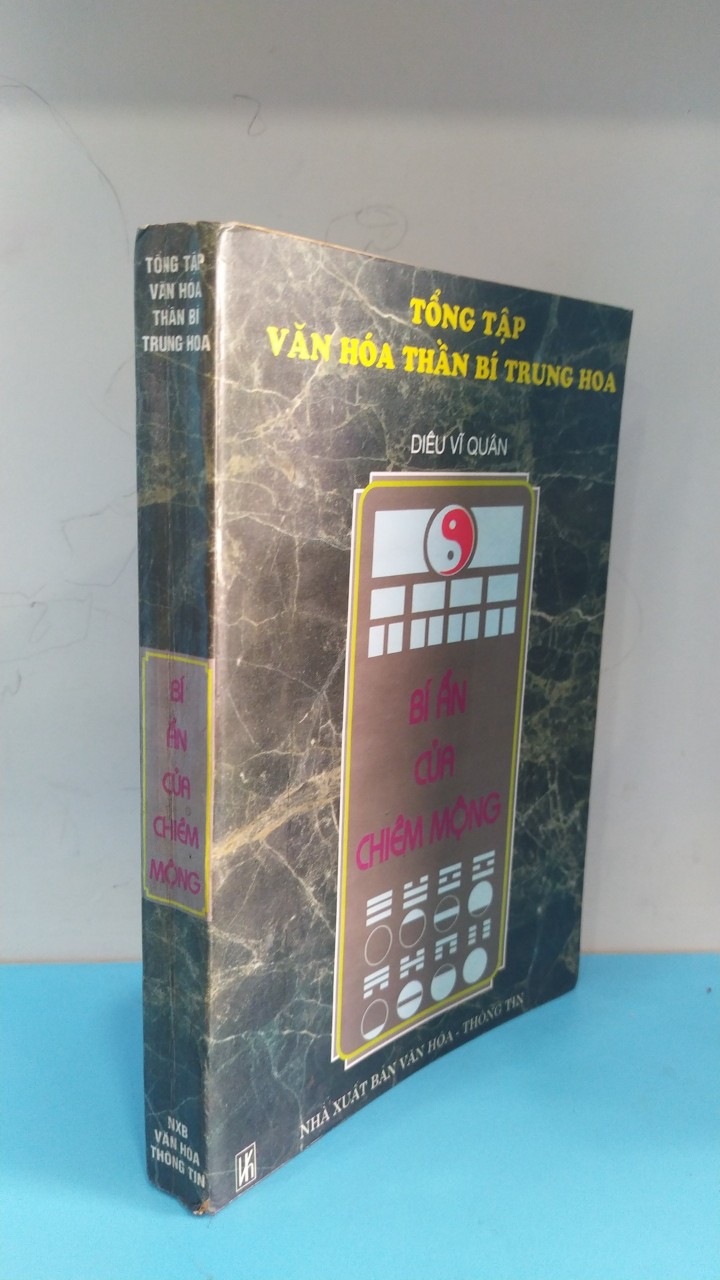 TỔNG TẬP
VĂN HÓA
THẦN BÍ
TRUNG HOA
BÍ
ẨN
CỦA
CHIÊM
MỘNG
NXB
VĂN HÓA
THÔNG TIN
TỔNG TẬP
VĂN HÓA THẦN BÍ TRUNG HOA
DIÊU VĨ QUÂN
BÍ ẨN
CỦA
CHIÊM MỘNG
NHÀ XUẤT BẢN VĂN HÓA - THÔNG TIN